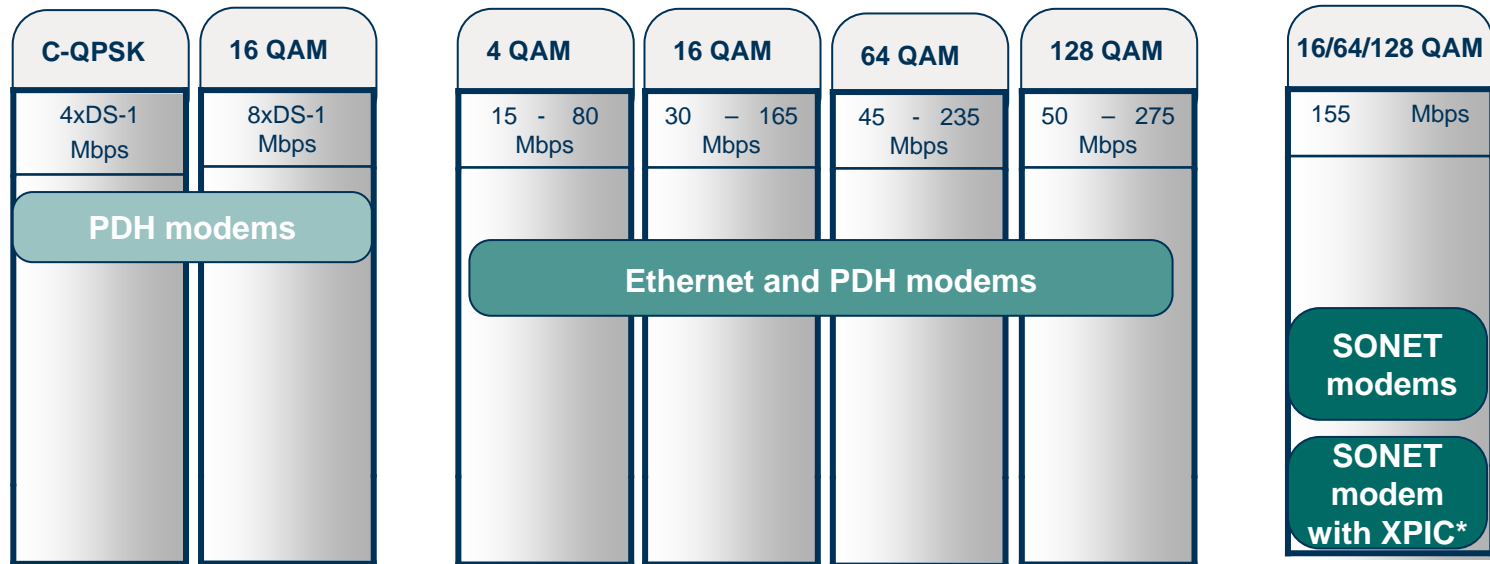 C-QPSK
16 QAM
4 QAM
16 QAM
64 QAM
128 QAM
16/64/128 QAM
4xDS-1
Mbps
8xDS-1
Mbps
15 - 80
Mbps
30 – 165
Mbps
45 - 235
Mbps
50 – 275
Mbps
155 Mbps
PDH modems
Ethernet and PDH modems
SONET
modems
SONET
modem
with XPIC*